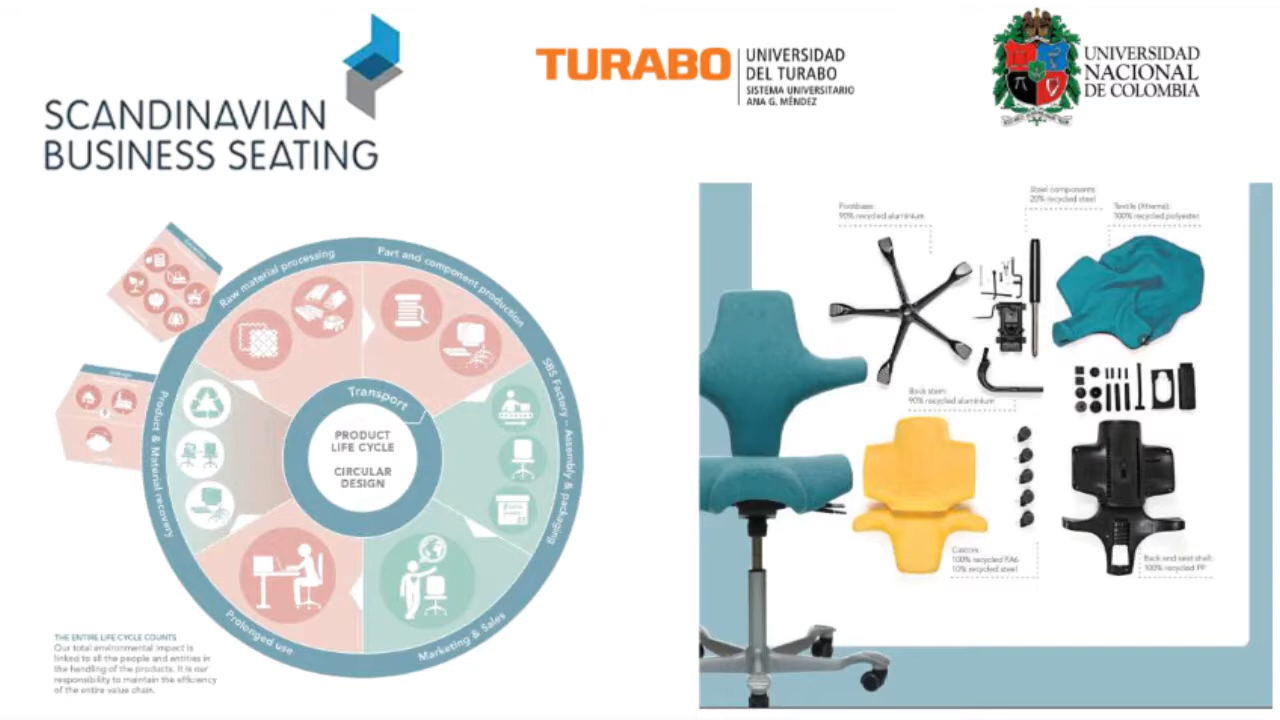 SCANDINAVIAN
BUSINESS SEATING
TURABO
UNIVERSIDAD
DEL TURABO
SISTEMA UNIVERSITARIO
ANA G. MÉNDEZ
UNIVERSIDAD
NACIONAL
DE COLOMBIA
Raw material processing
Part and component production
SBS Factory – Assembly & packaging
Marketing & Sales
Prolonged use
Product & Material recovery
Transport
PRODUCT
LIFE CYCLE
CIRCULAR
DESIGN
THE ENTIRE LIFE CYCLE COUNTS
Our total environmental impact is
linked to all the people and entities in
the handling of the products. It is our
responsibility to maintain the efficiency
of the entire value chain.
Footbase:
90% recycled aluminium
Steel components:
20% recycled steel
Textile (Xtreme):
100% recycled polyester
Back stem:
90% recycled aluminium
Castors:
100% recycled PA6
10% recycled steel
Back and seat shell:
100% recycled PP